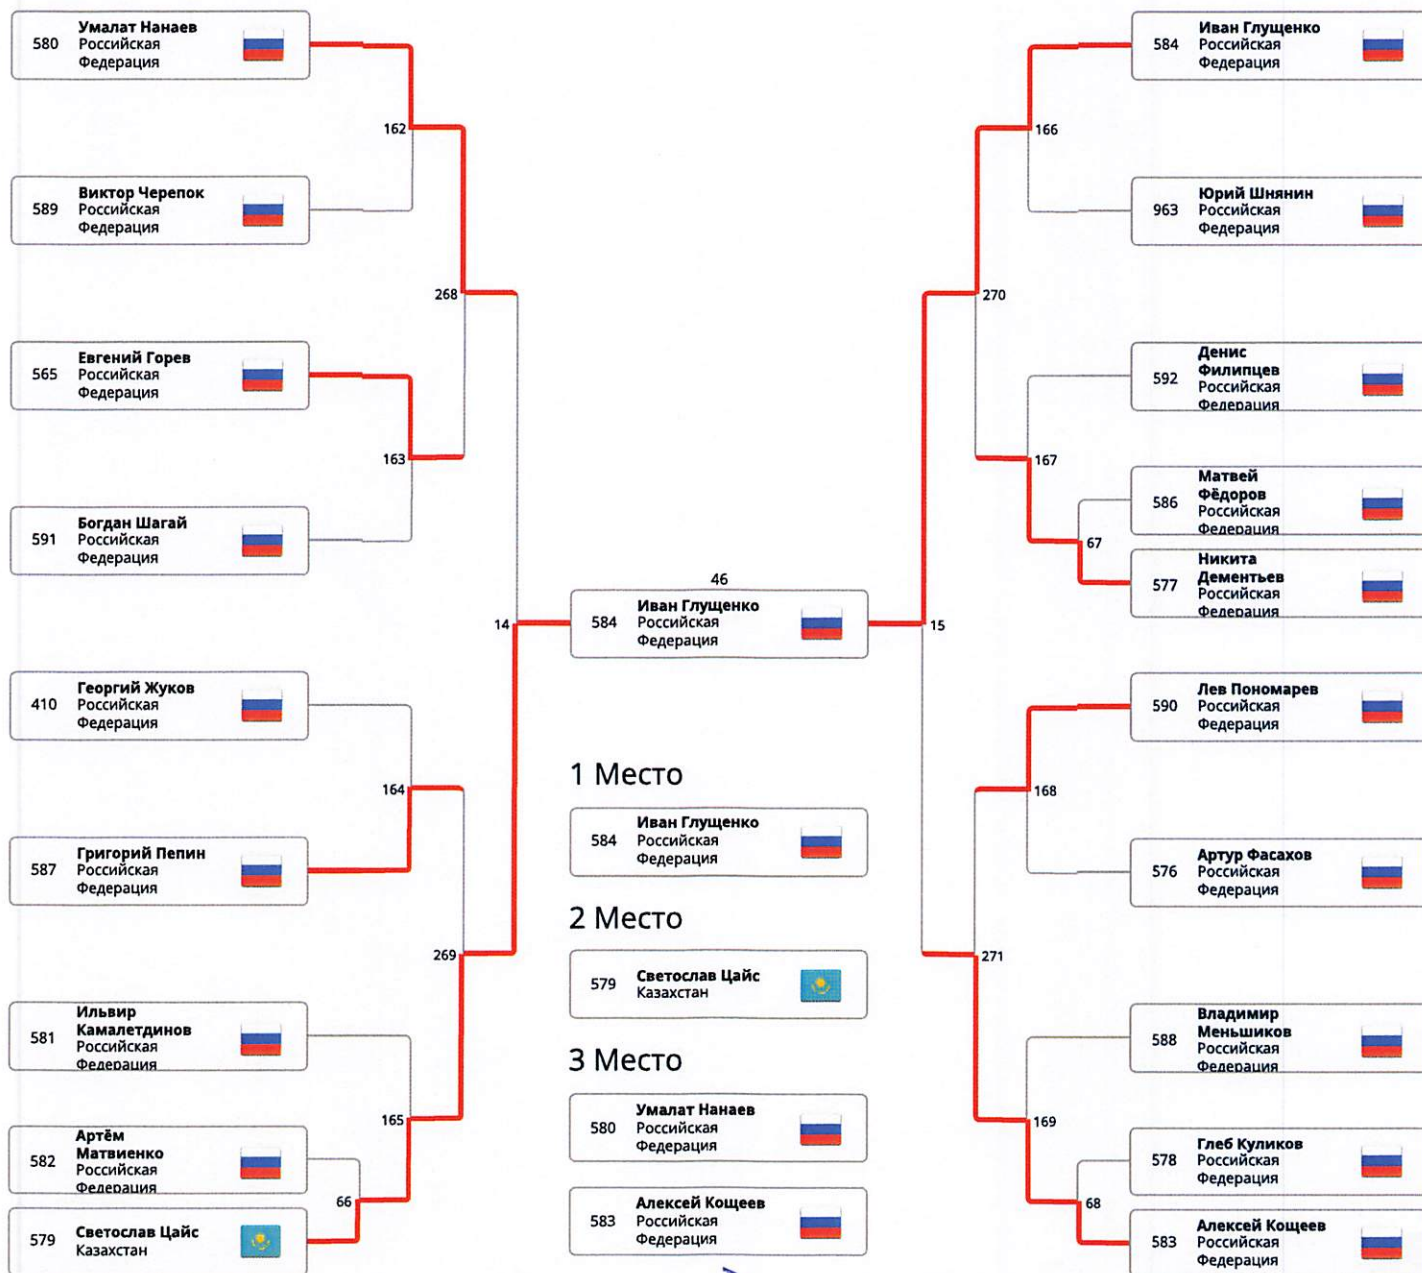 580
Умалат Нанаев
Российская
Федерация
162
589
Виктор Черепок
Российская
Федерация
268
565
Евгений Горев
Российская
Федерация
163
591
Богдан Шагай
Российская
Федерация
14
410
Георгий Жуков
Российская
Федерация
164
587
Григорий Пепин
Российская
Федерация
269
581
Ильвир
Камалетдинов
Российская
Федерация
165
582
Артём
Матвиенко
Российская
Федерация
66
579
Светослав Цайс
Казахстан
46
584
Иван Глущенко
Российская
Федерация
1 Место
584
Иван Глущенко
Российская
Федерация
2 Место
579
Светослав Цайс
Казахстан
3 Место
580
Умалат Нанаев
Российская
Федерация
583
Алексей Кощеев
Российская
Федерация
584
Иван Глущенко
Российская
Федерация
166
963
Юрий Шнянин
Российская
Федерация
270
592
Денис
Филипцев
Российская
Федерация
167
586
Матвей
Фёдоров
Российская
Федерация
67
577
Никита
Дементьев
Российская
Федерация
15
590
Лев Пономарев
Российская
Федерация
168
576
Артур Фасахов
Российская
Федерация
271
588
Владимир
Меньшиков
Российская
Федерация
169
578
Глеб Куликов
Российская
Федерация
68
583
Алексей Кощеев
Российская
Федерация